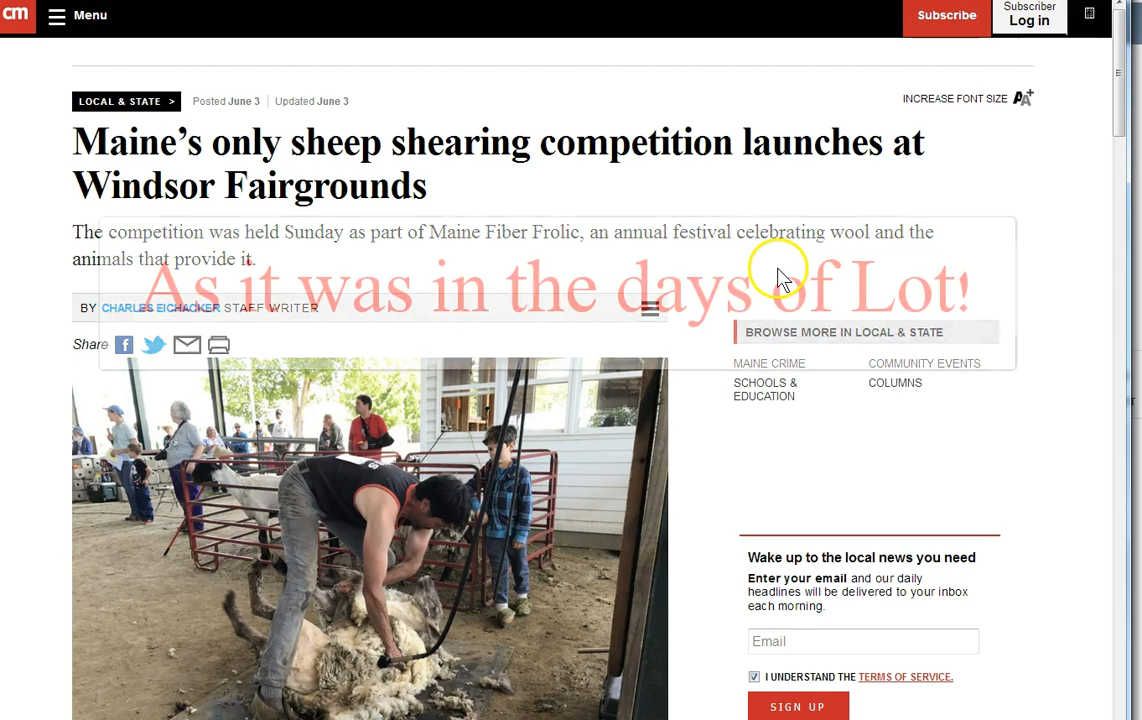 cm Menu Subscribe Subscriber
Log in
LOCAL & STATE > Posted June 3 Updated June 3 INCREASE FONT SIZE AA+
Maine’s only sheep shearing competition launches at
Windsor Fairgrounds
The competition was held Sunday as part of Maine Fiber Frolic, an annual festival celebrating wool and the
animals that provide it.
As it was in the days of Lot!
BY CHARLES EICHACKER STAFF WRITER
Share f
BROWSE MORE IN LOCAL & STATE
MAINE CRIME COMMUNITY EVENTS
SCHOOLS & COLUMNS
EDUCATION
Wake up to the local news you need
Enter your email and our daily
headlines will be delivered to your inbox
each morning.
Email
I UNDERSTAND THE TERMS OF SERVICE.
SIGN UP